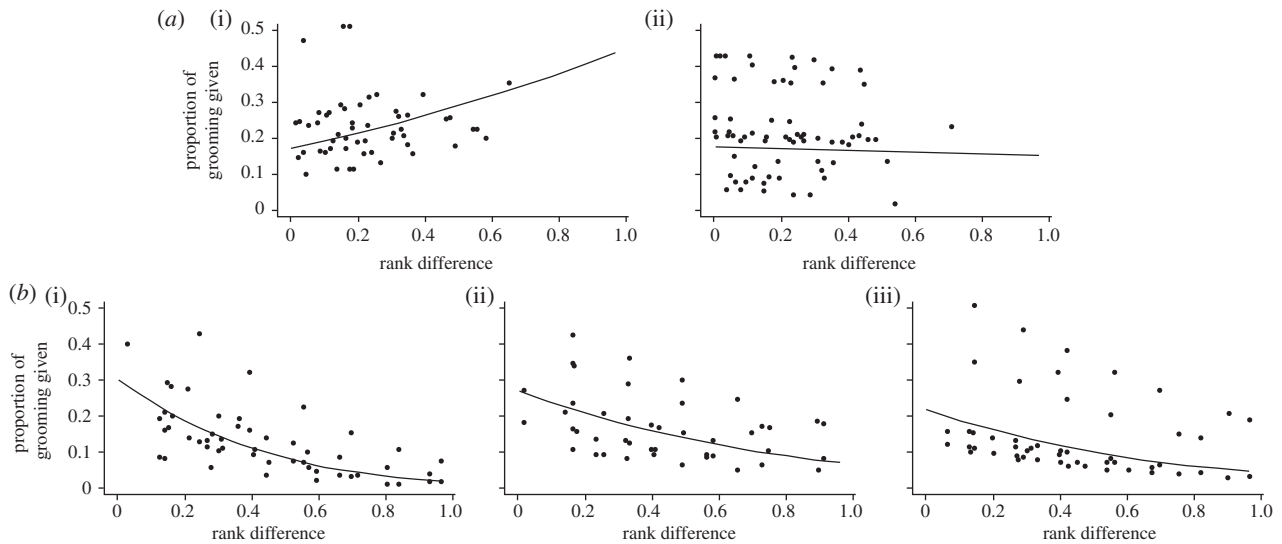 (a) (i) (ii)
proportion of
grooming given
0.5
0.4
0.3
0.2
0.1
0
0 0.2 0.4 0.6 0.8 1.0
rank difference
0 0.2 0.4 0.6 0.8 1.0
rank difference
(b) (i) (ii) (iii)
proportion of
grooming given
0.5
0.4
0.3
0.2
0.1
0
0 0.2 0.4 0.6 0.8 1.0
rank difference
0 0.2 0.4 0.6 0.8 1.0
rank difference
0 0.2 0.4 0.6 0.8 1.0
rank difference